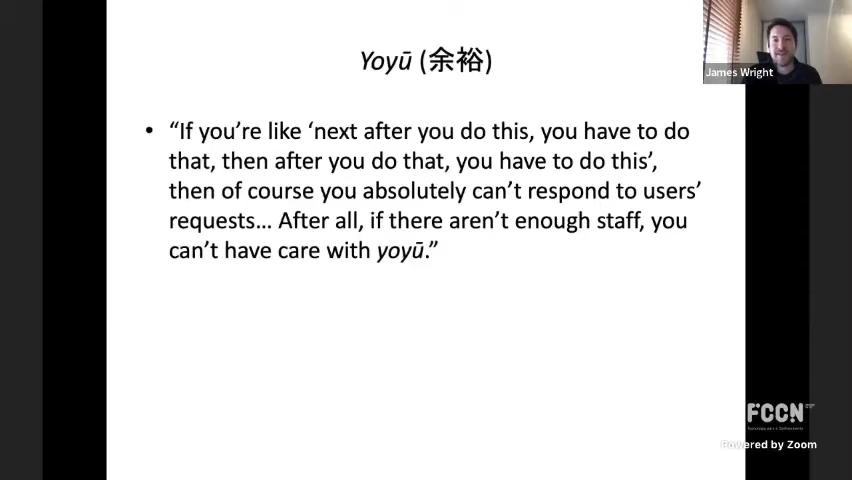 Yoyū (余裕)
James Wright
• “If you’re like ‘next after you do this, you have to do
that, then after you do that, you have to do this’,
then of course you absolutely can’t respond to users’
requests… After all, if there aren’t enough staff, you
can’t have care with yoyū.”
FCCN
Powered by Zoom